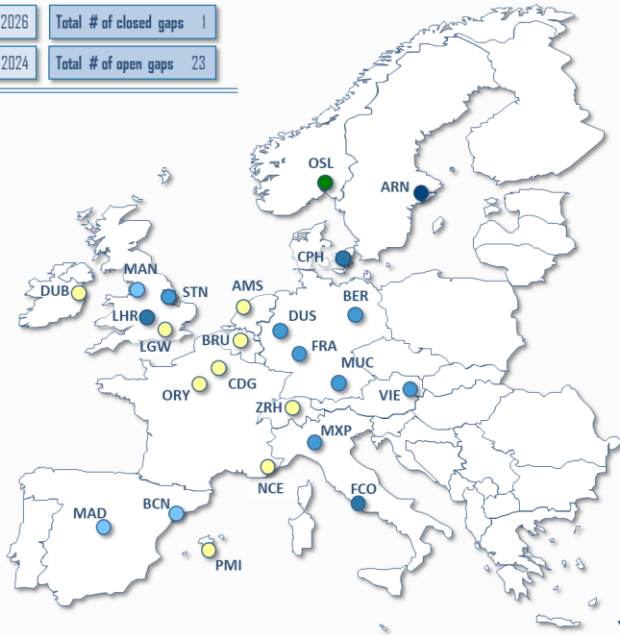 2026 Total # of closed gaps 1
2024 Total # of open gaps 23
OSL
ARN
CPH
MAN
DUB
STN
AMS
BER
LHR
DUS
LGW
BRU
FRA
MUC
CDG
ORY
VIE
ZRH
MXP
NCE
FCO
BCN
MAD
PMI